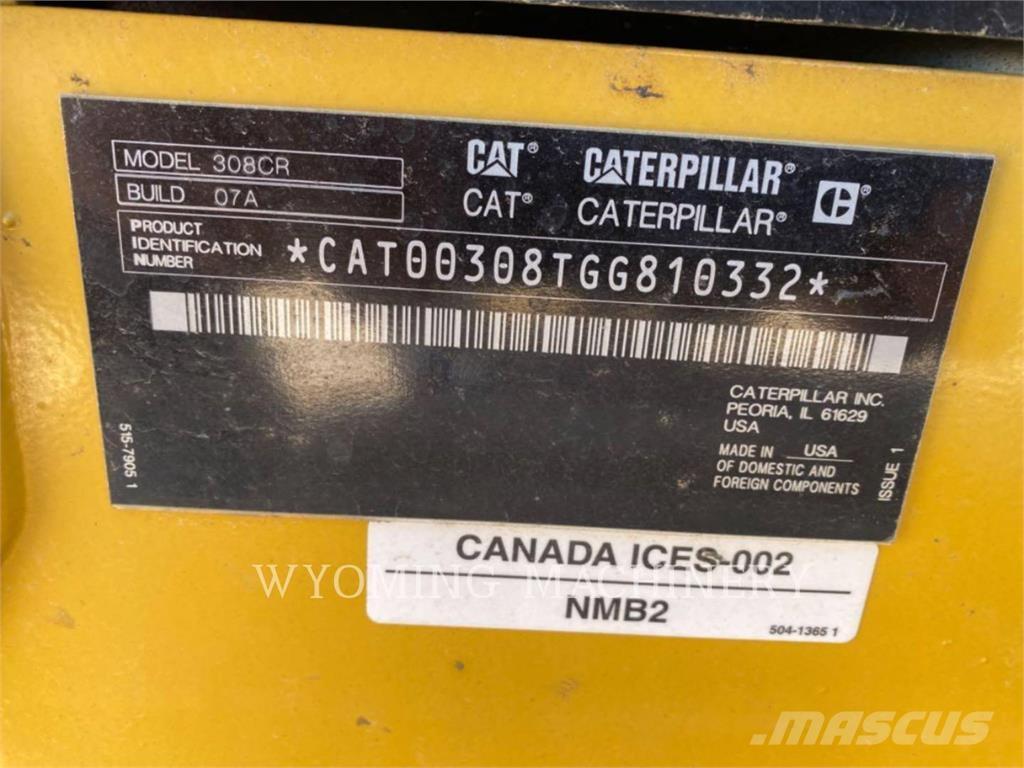 MODEL 308CR
BUILD 07A
CAT® CATERPILLAR®
CAT® CATERPILLAR® C®
PRODUCT IDENTIFICATION NUMBER
*CAT00308TGG810332*
CATERPILLAR INC.
PEORIA, IL 61629
USA
MADE IN USA
OF DOMESTIC AND
FOREIGN COMPONENTS
515-7905 1
ISSUE 1
CANADA ICES-002
NMB2
504-1365 1
WYOMING MACHINERY
MASCUS